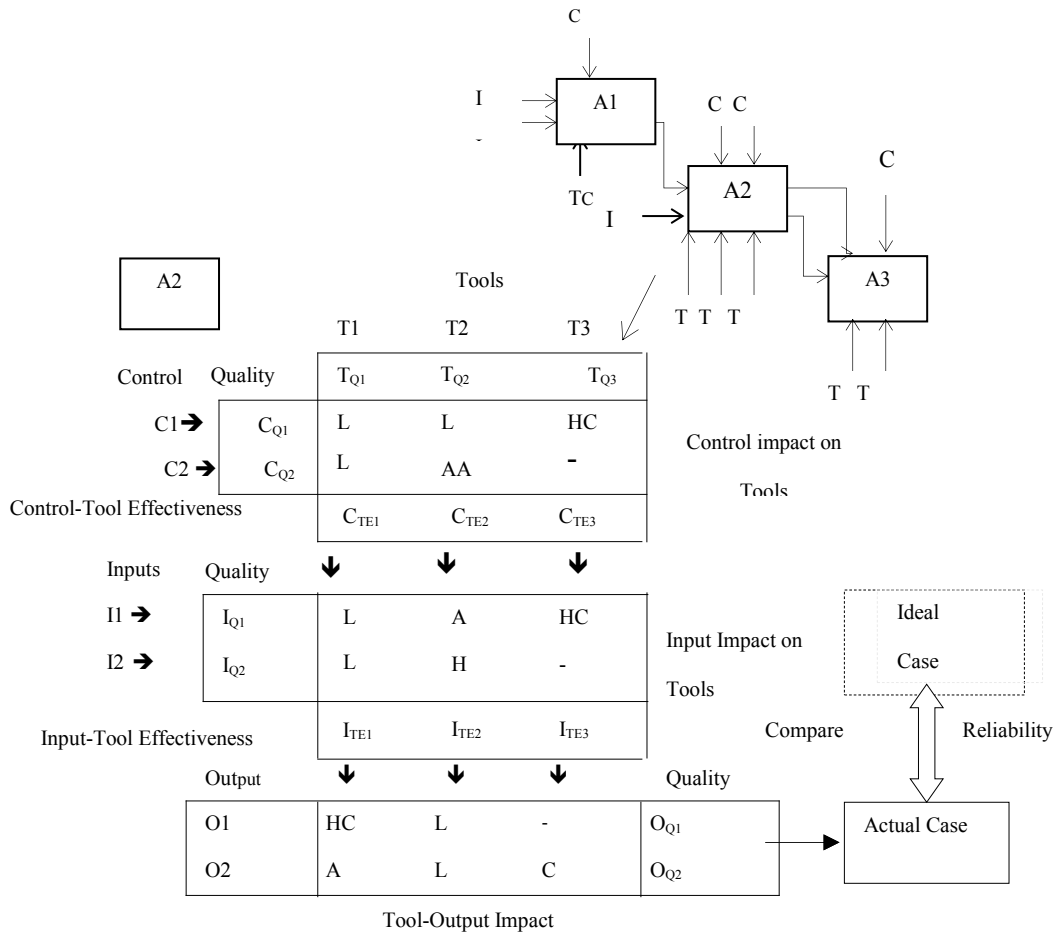 C
I
A1
C C
C
TC
I
A2
A2
Tools
A3
T T T
T1 T2 T3
Control Quality TQ1 TQ2 TQ3
T T
C1 → CQ1 L L HC
Control impact on
C2 → CQ2 L AA -
Tools
Control-Tool Effectiveness
CTE1 CTE2 CTE3
Inputs Quality
I1 → IQ1 L A HC
Ideal
Input Impact on
I2 → IQ2 L H -
Case
Tools
Input-Tool Effectiveness ITE1 ITE2 ITE3
Compare Reliability
Output Quality
O1 HC L - OQ1
Actual Case
O2 A L C OQ2
Tool-Output Impact